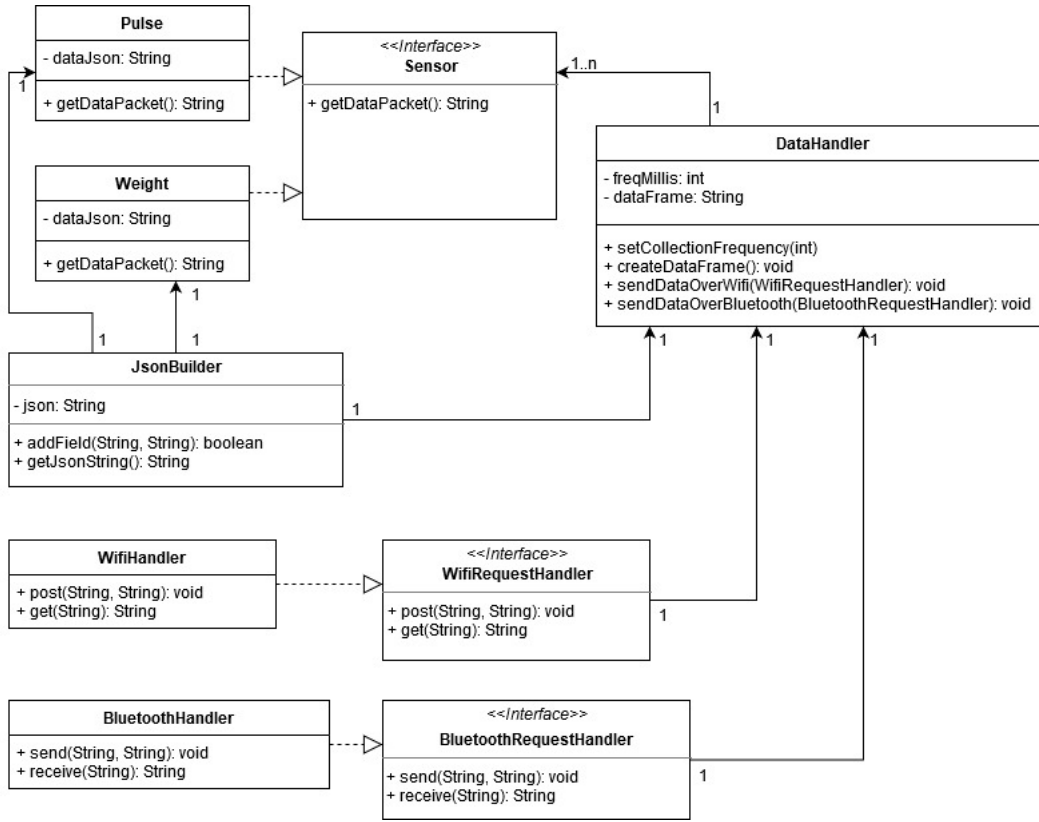 Pulse
- dataJson: String
+ getDataPacket(): String
1
<<Interface>>
Sensor
+ getDataPacket(): String
1..n
1
DataHandler
- freqMillis: int
- dataFrame: String
+ setCollectionFrequency(int)
+ createDataFrame(): void
+ sendDataOverWifi(WifiRequestHandler): void
+ sendDataOverBluetooth(BluetoothRequestHandler): void
Weight
- dataJson: String
+ getDataPacket(): String
1
1
1
1
1
1
JsonBuilder
- json: String
+ addField(String, String): boolean
+ getJsonString(): String
1
WifiHandler
+ post(String, String): void
+ get(String): String
<<Interface>>
WifiRequestHandler
+ post(String, String): void
+ get(String): String
1
BluetoothHandler
+ send(String, String): void
+ receive(String): String
<<Interface>>
BluetoothRequestHandler
+ send(String, String): void
+ receive(String): String
1